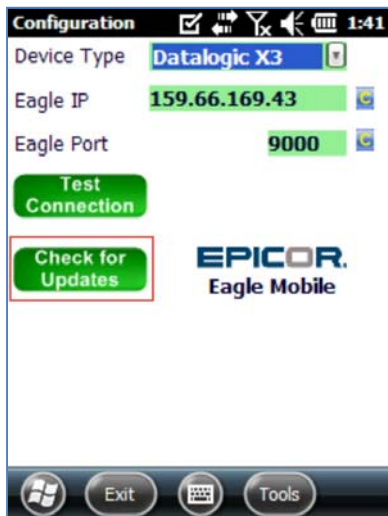 Configuration 1:41
Device Type Datalogic X3
Eagle IP 159.66.169.43
Eagle Port 9000
Test
Connection
Check for
Updates
EPICOR.
Eagle Mobile
Exit Tools